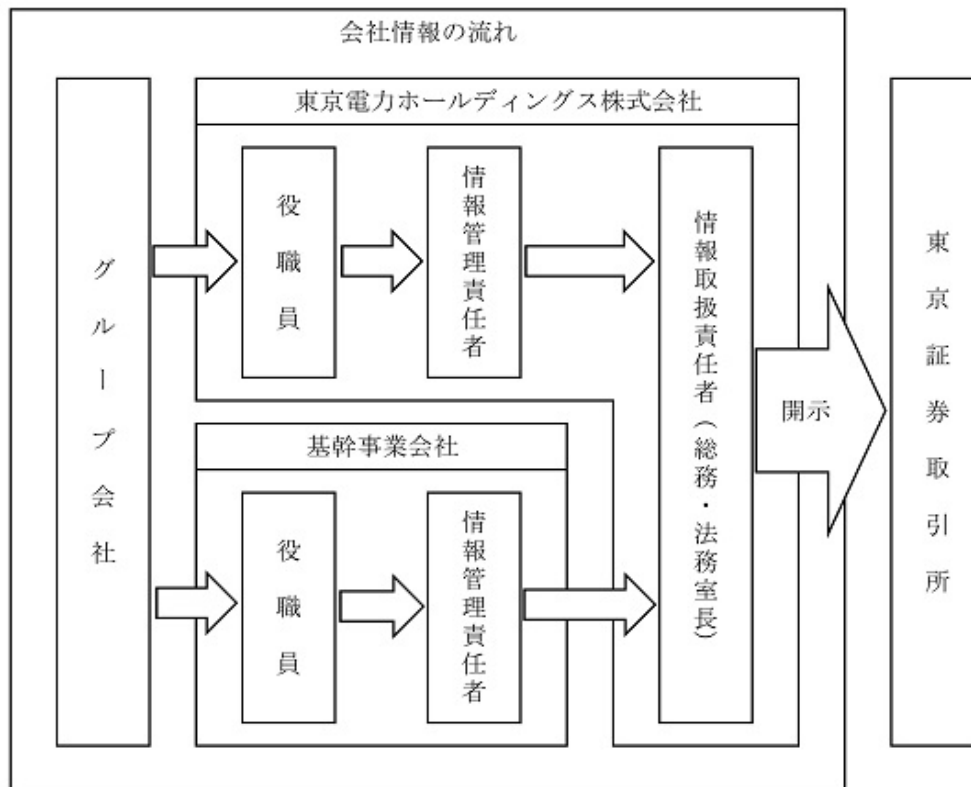 会社情報の流れ
グループ会社
東京電力ホールディングス株式会社
役職員
情報管理責任者
情報取扱責任者（総務・法務室長）
基幹事業会社
役職員
情報管理責任者
開示
東京証券取引所